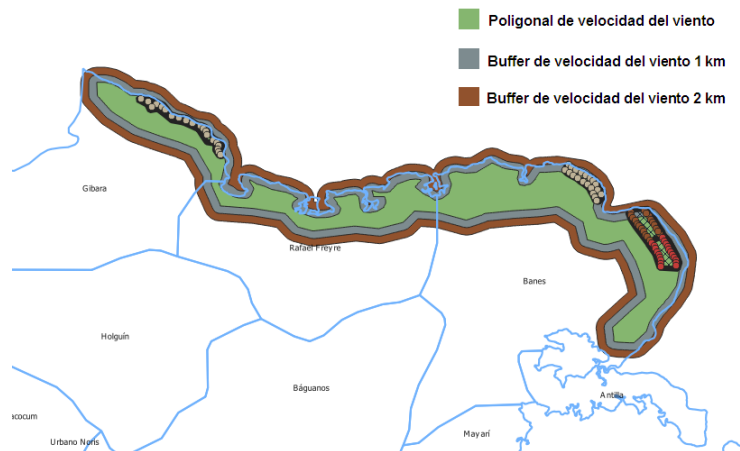 Poligonal de velocidad del viento
Buffer de velocidad del viento 1 km
Buffer de velocidad del viento 2 km
Gibara
Rafael Freyre
Banes
Holguín
Báguanos
Antilla
acocum
Urbano Noris
Mayarí